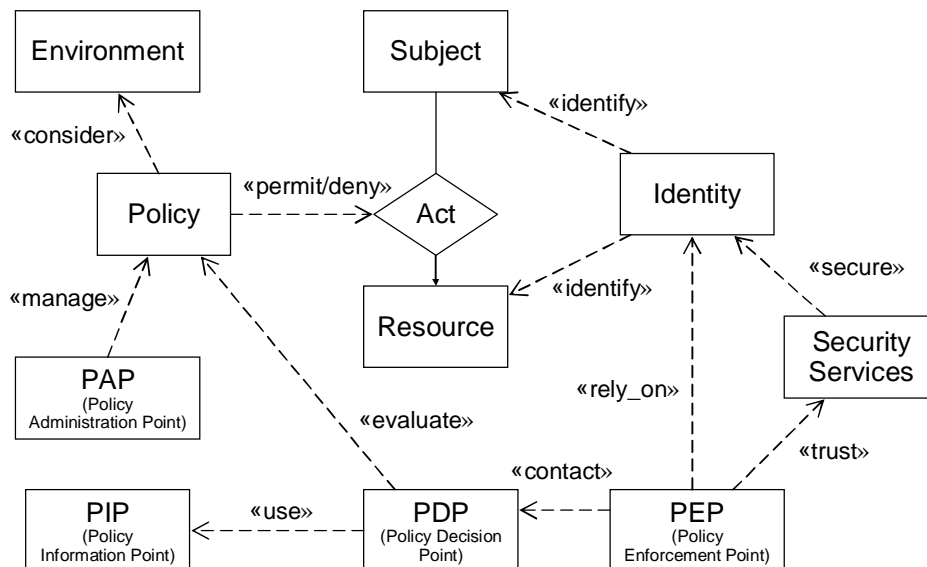 Environment
Subject
«consider»
«identify»
Policy
«permit/deny»
Act
Identity
«manage»
«identify»
«secure»
Resource
PAP
(Policy
Administration Point)
Security
Services
«rely_on»
«evaluate»
«trust»
«contact»
PIP
(Policy
Information Point)
«use»
PDP
(Policy Decision
Point)
PEP
(Policy
Enforcement Point)